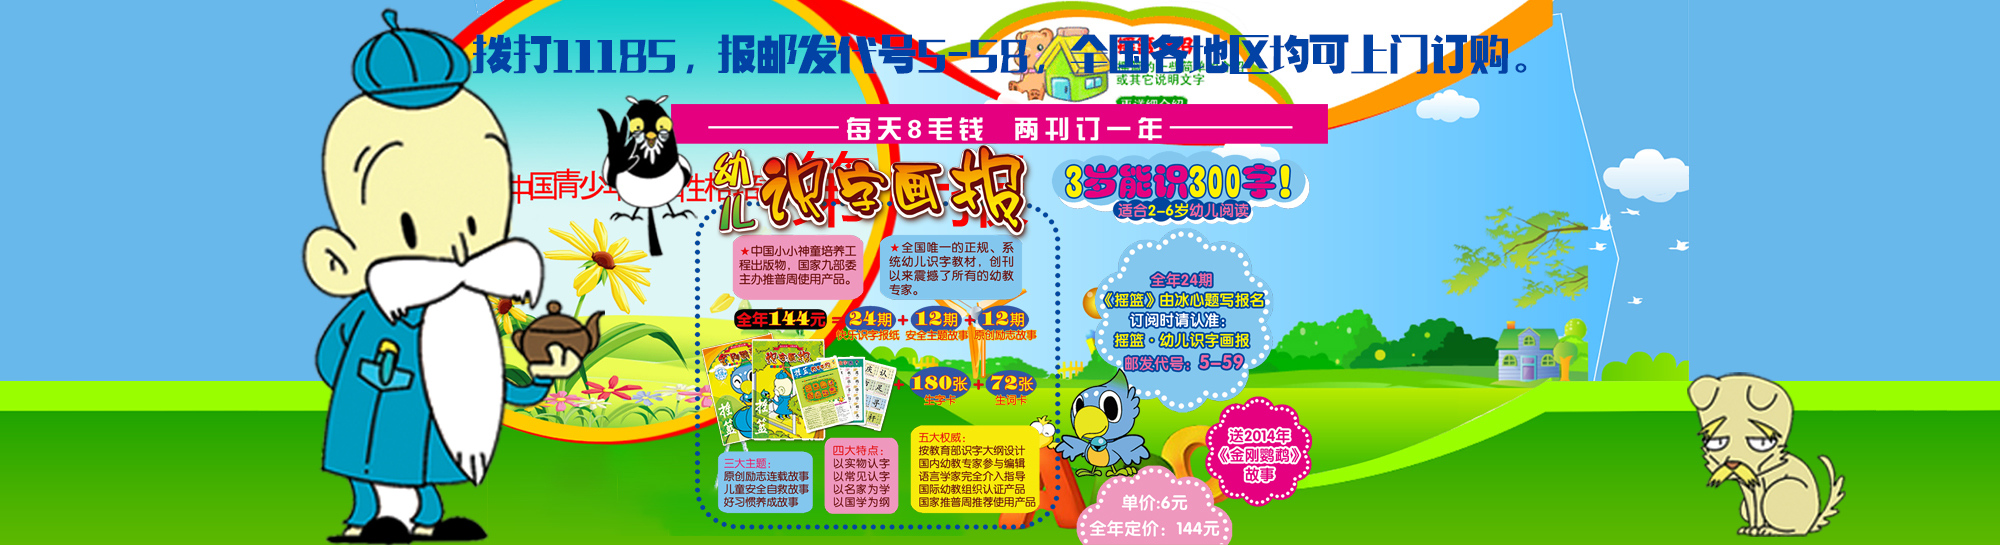 拨打11185，报邮发代号5-58，全国各地区均可上门订购。
或其它说明文字
每天8毛钱 两刊订一年
中国青少
性格
幼儿识字画报
3岁能识300字！
适合2-6岁幼儿阅读
★中国小小神童培养工
程出版物，国家九部委
主办推普周使用产品。
★全国唯一的正规、系
统幼儿识字教材，创刊
以来震撼了所有的幼教
专家。
全年144元=24期+12期+12期
快乐识字报纸 安全主题故事 原创励志故事
+180张+72张
生字卡 生词卡
全年24期
《摇篮》由冰心题写报名
订阅时请认准：
摇篮·幼儿识字画报
邮发代号：5-59
三大主题：
原创励志连载故事
儿童安全自救故事
好习惯养成故事
四大特点：
以实物认字
以常见认字
以名家为学
以国学为纲
五大权威：
按教育部识字大纲设计
国内幼教专家参与编辑
语言学家完全介入指导
国际幼教组织认证产品
国家推普周推荐使用产品
送2014年
《金刚鹦鹉》
故事
单价:6元
全年定价：144元